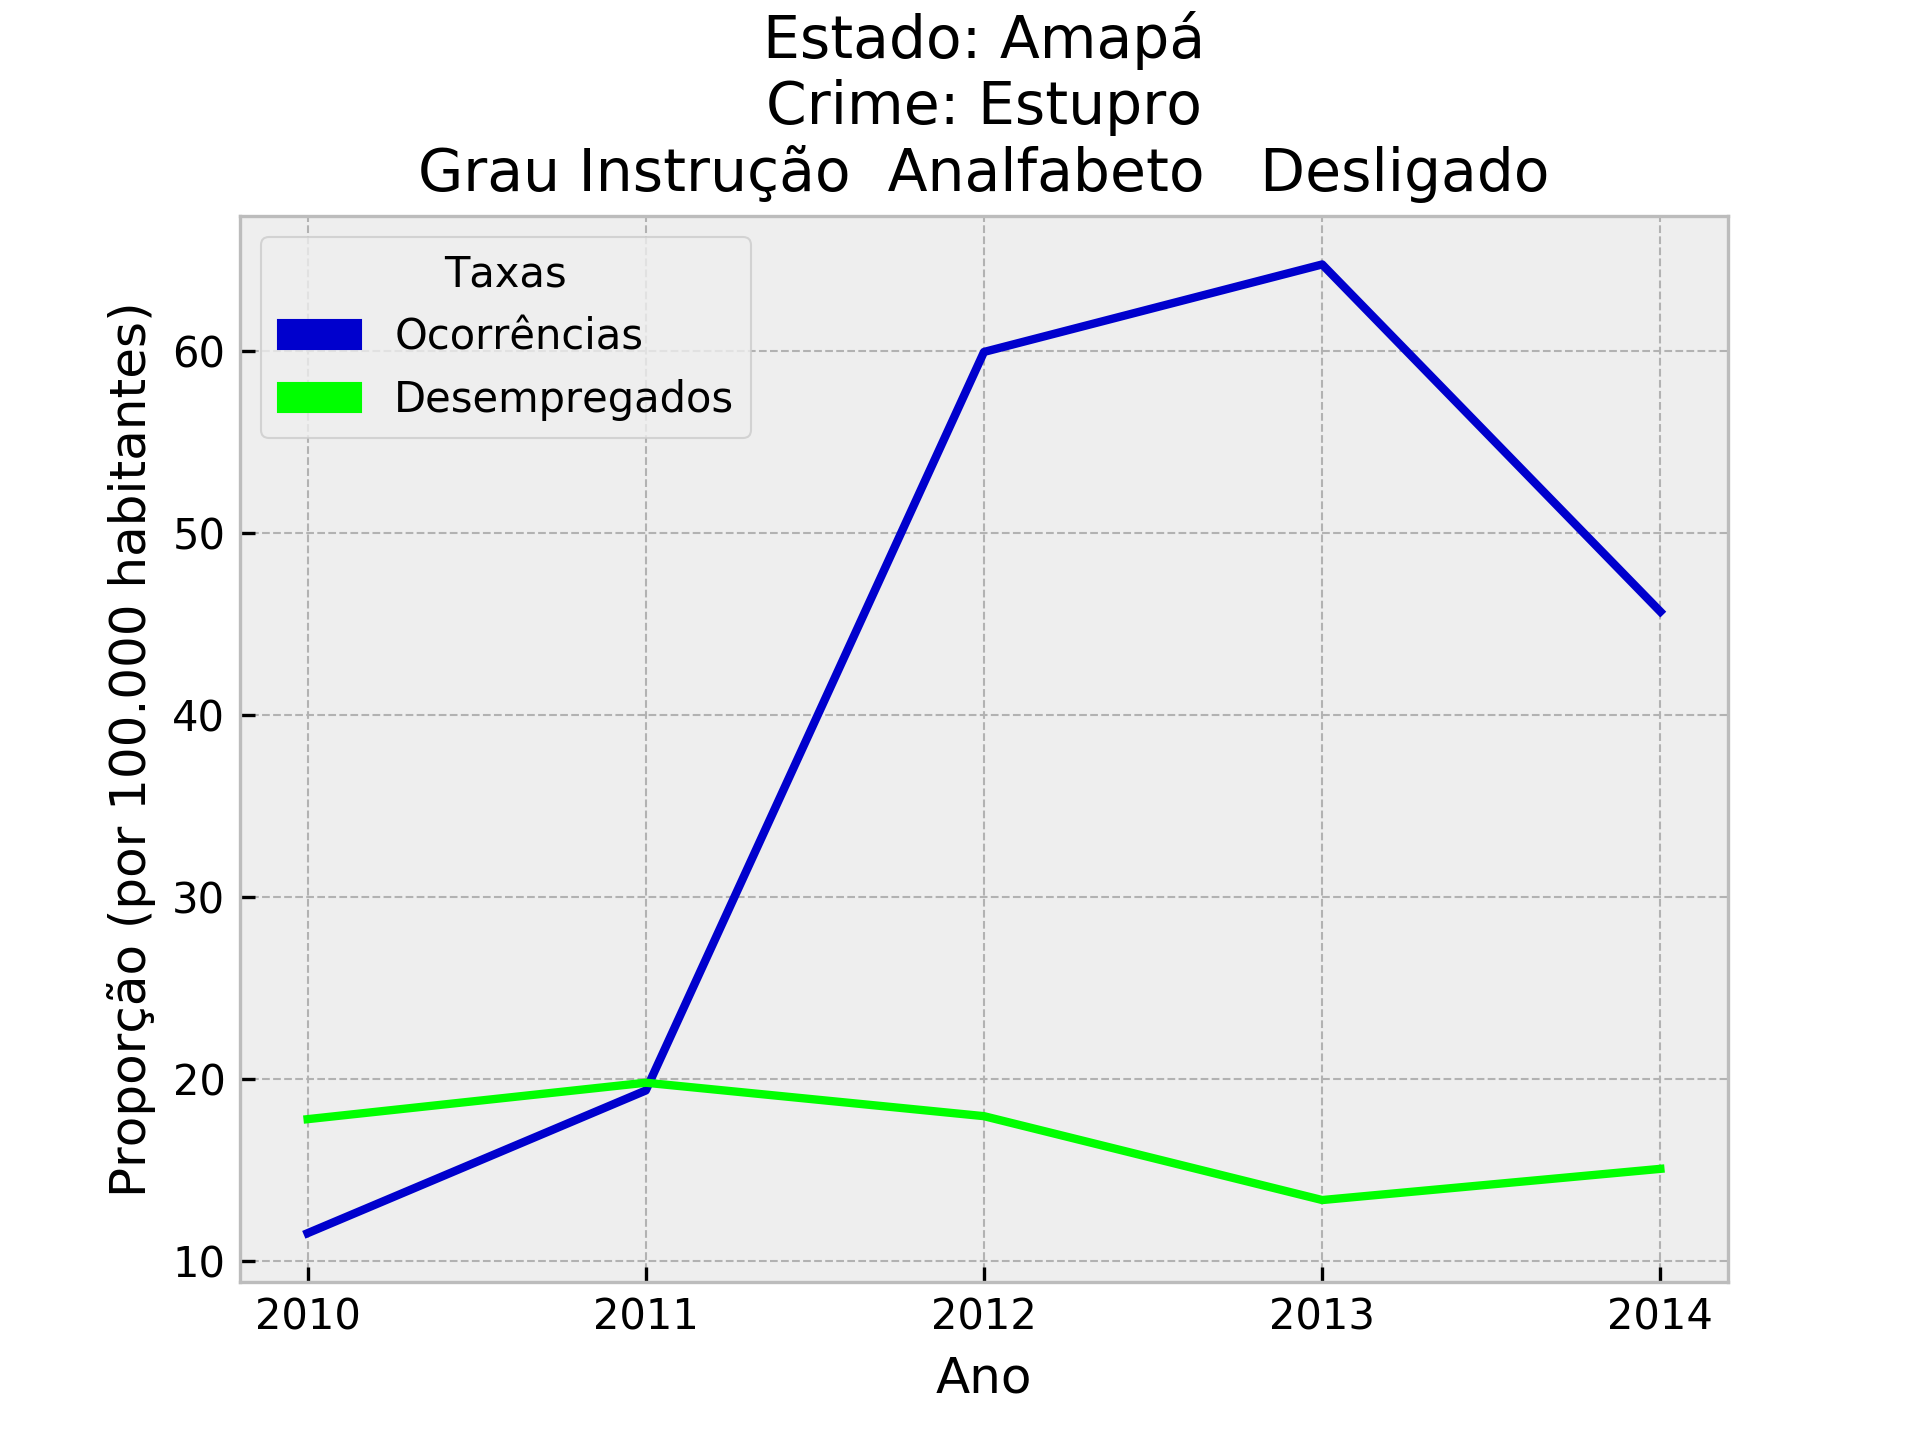 Estado: Amapá
Crime: Estupro
Grau Instrução  Analfabeto   Desligado
Taxas
Ocorrências
Desempregados
Proporção (por 100.000 habitantes)
60
50
40
30
20
10
2010 2011 2012 2013 2014
Ano